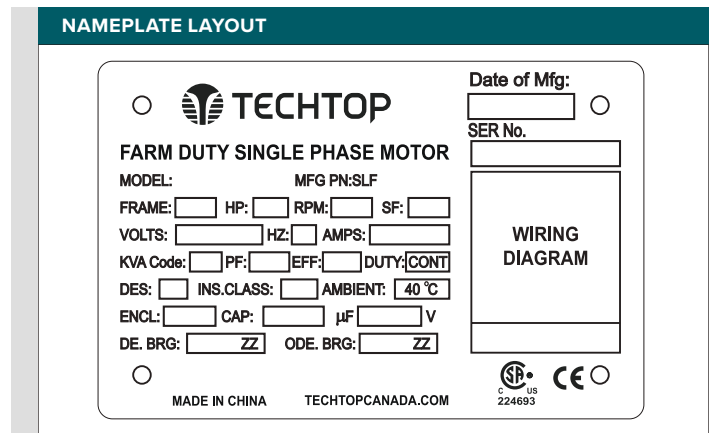 NAMEPLATE LAYOUT
TECHTOP
Date of Mfg:
SER No.
FARM DUTY SINGLE PHASE MOTOR
MODEL: MFG PN:SLF
FRAME: HP: RPM: SF:
VOLTS: HZ: AMPS:
KVA Code: PF: EFF: DUTY: CONT
DES: INS.CLASS: AMBIENT: 40 °C
ENCL: CAP: µF V
DE. BRG: ZZ ODE. BRG: ZZ
WIRING
DIAGRAM
MADE IN CHINA TECHTOPCANADA.COM
C SA US
224693
CE